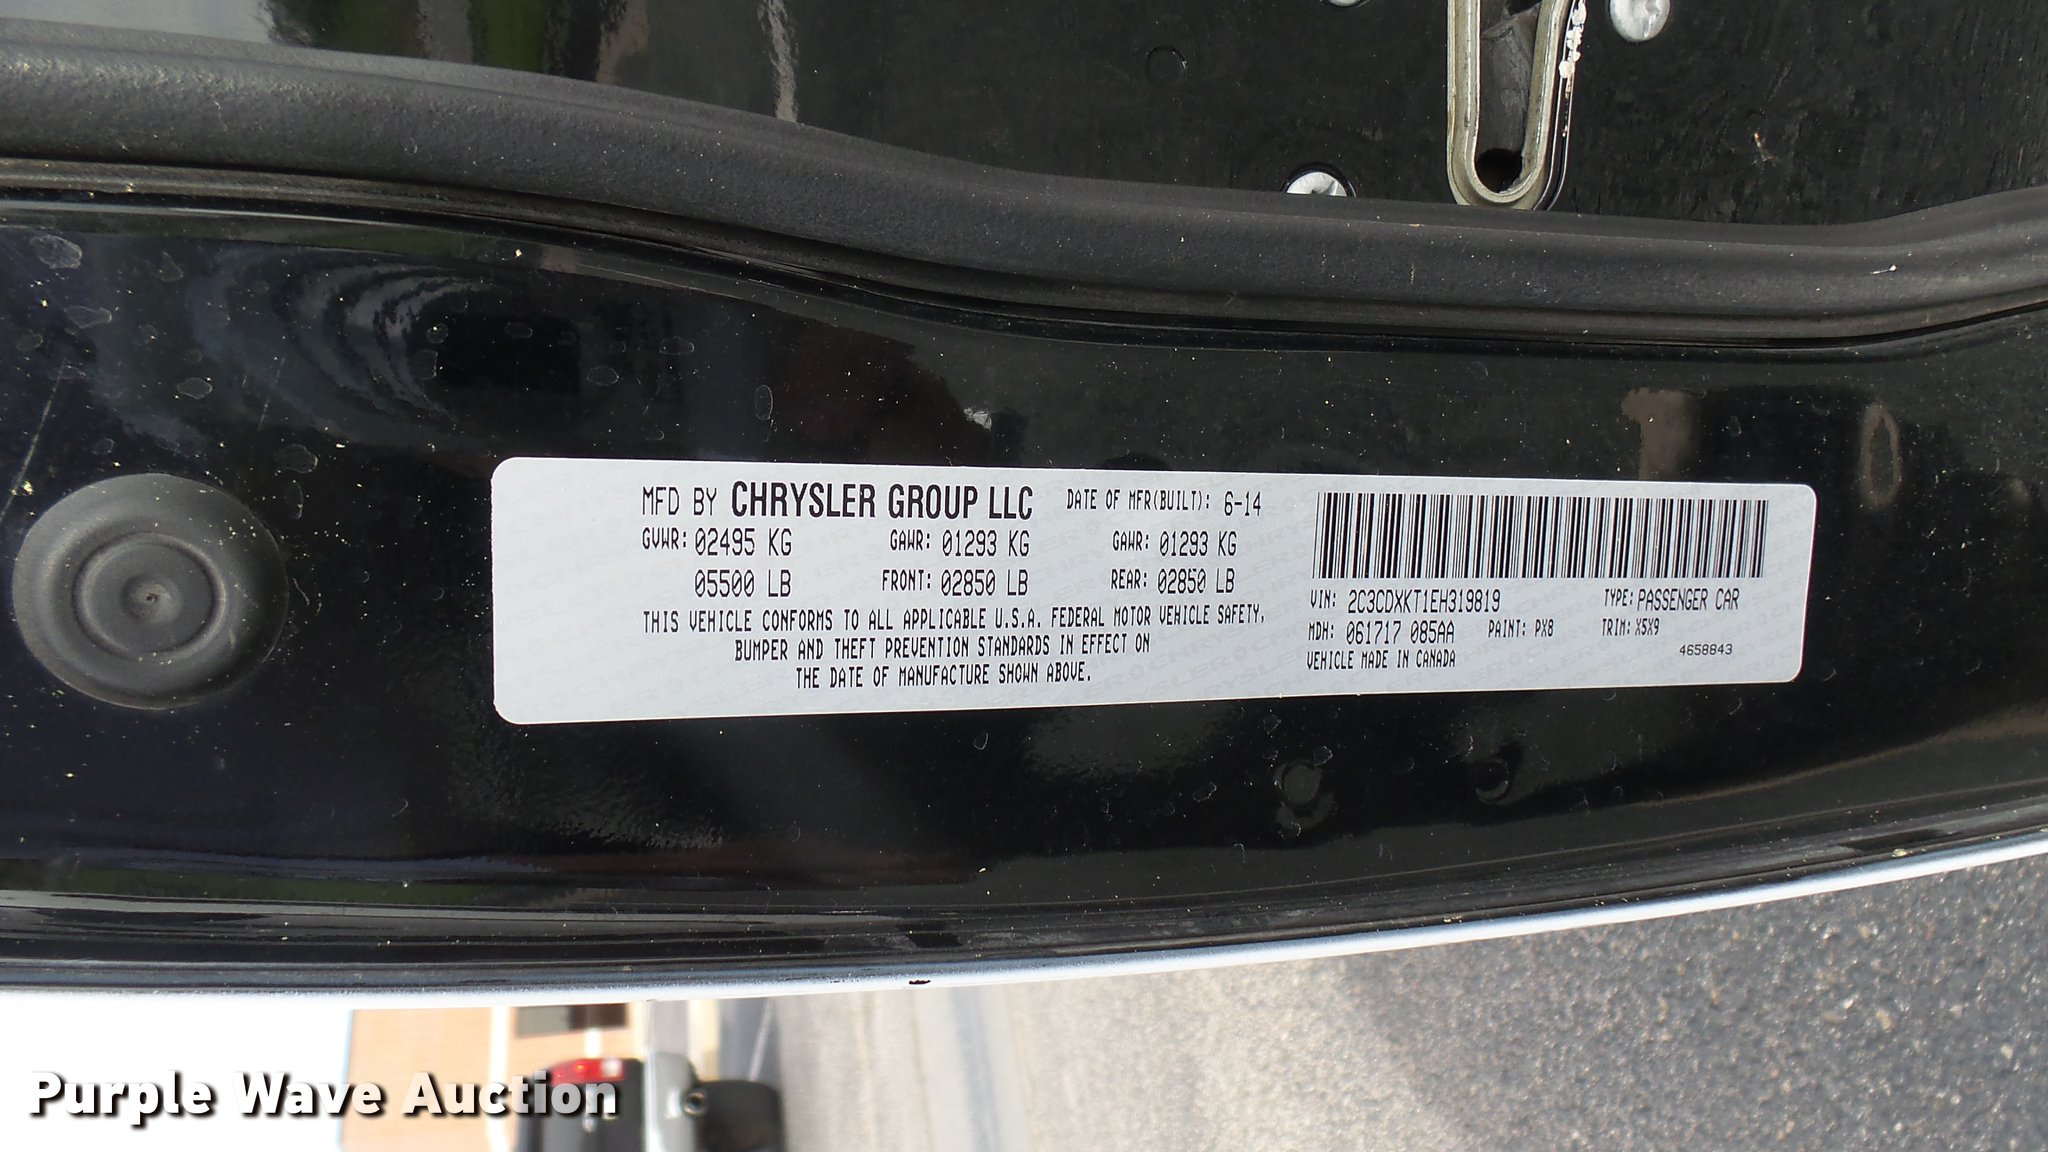 MFD BY CHRYSLER GROUP LLC DATE OF MFR(BUILT): 6-14
GVWR: 02495 KG GAWR: 01293 KG GAWR: 01293 KG
05500 LB FRONT: 02850 LB REAR: 02850 LB
THIS VEHICLE CONFORMS TO ALL APPLICABLE U.S.A. FEDERAL MOTOR VEHICLE SAFETY,
BUMPER AND THEFT PREVENTION STANDARDS IN EFFECT ON
THE DATE OF MANUFACTURE SHOWN ABOVE.
VIN: 2C3CDXKT1EH319819 TYPE: PASSENGER CAR
MDH: 061717 085AA PAINT: PX8 TRIM: X5X9
VEHICLE MADE IN CANADA 4658843
Purple Wave Auction